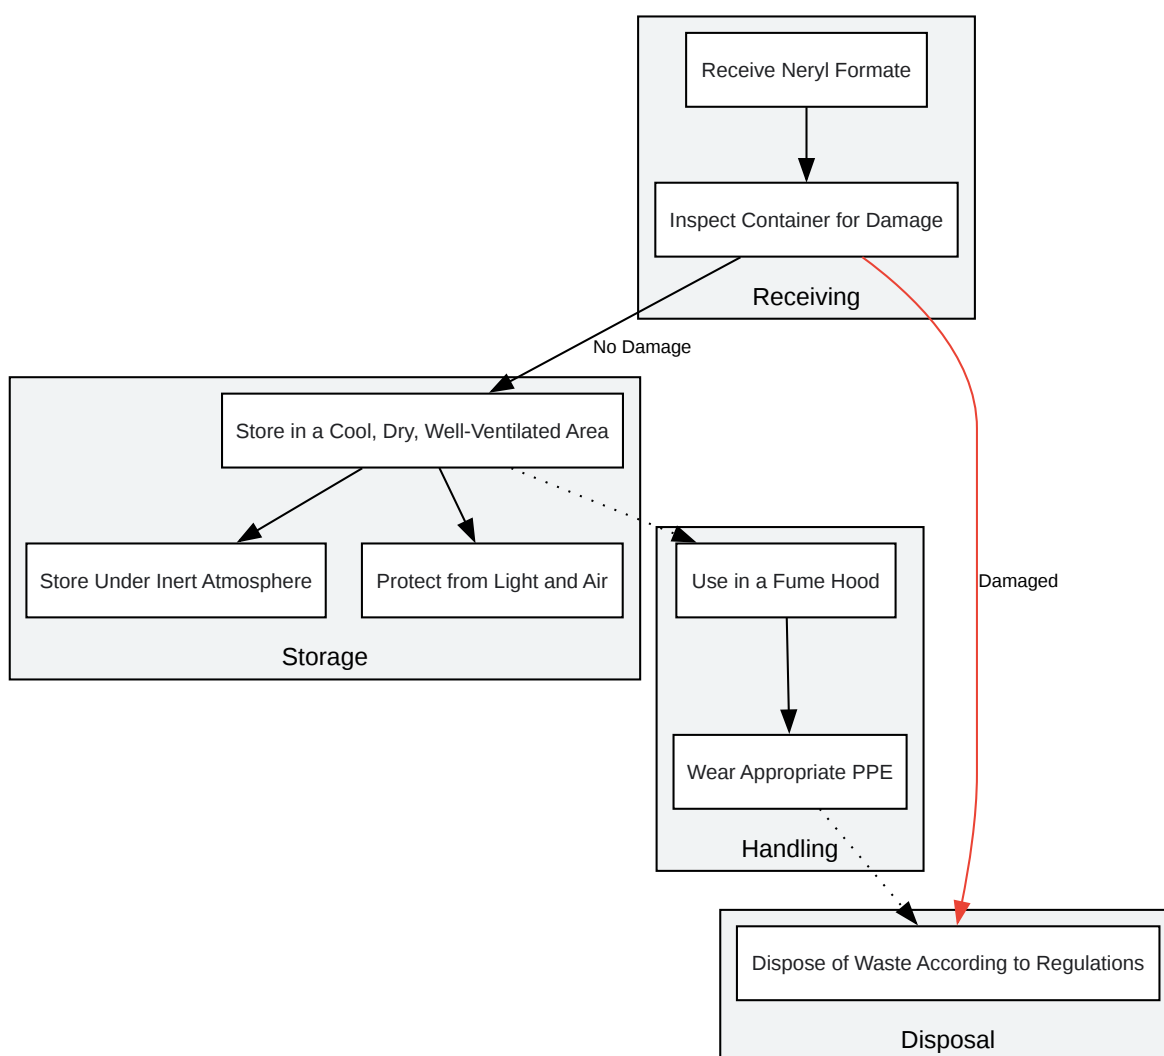 Receive Neryl Formate
Inspect Container for Damage
Receiving
No Damage
Store in a Cool, Dry, Well-Ventilated Area
Store Under Inert Atmosphere
Protect from Light and Air
Storage
Use in a Fume Hood
Damaged
Wear Appropriate PPE
Handling
Dispose of Waste According to Regulations
Disposal